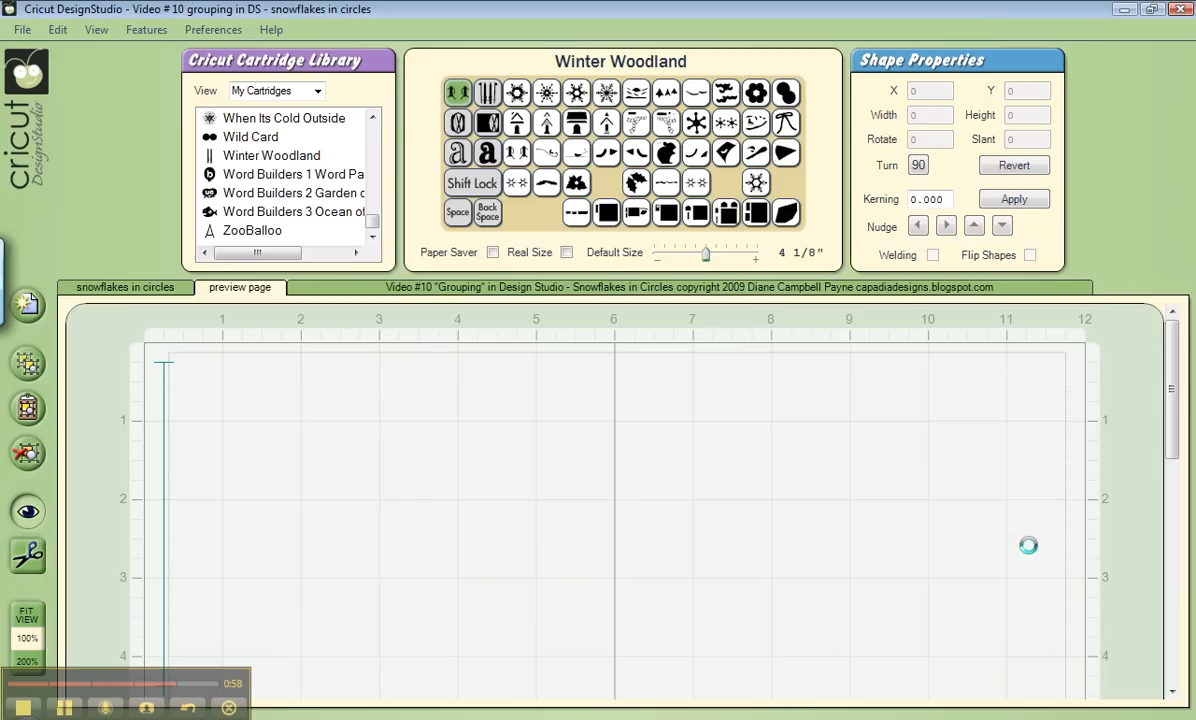 Cricut DesignStudio - Video # 10 grouping in DS - snowflakes in circles
File Edit View Features Preferences Help
cricut
DesignStudio
Cricut Cartridge Library
View My Cartridges
When Its Cold Outside
Wild Card
Winter Woodland
Word Builders 1 Word Pa
Word Builders 2 Garden o
Word Builders 3 Ocean of
ZooBalloo
Winter Woodland
a a
Shift Lock
Space Back Space
Paper Saver Real Size Default Size 4 1/8"
Shape Properties
X 0 Y 0
Width 0 Height 0
Rotate 0 Slant 0
Turn 90 Revert
Kerning 0.000 Apply
Nudge
Welding Flip Shapes
snowflakes in circles preview page Video #10 "Grouping" in Design Studio - Snowflakes in Circles copyright 2009 Diane Campbell Payne capadiadesigns.blogspot.com
1 2 3 4 5 6 7 8 9 10 11 12
1 1
2 2
3 3
4 4
FIT VIEW
100%
200%
0:58